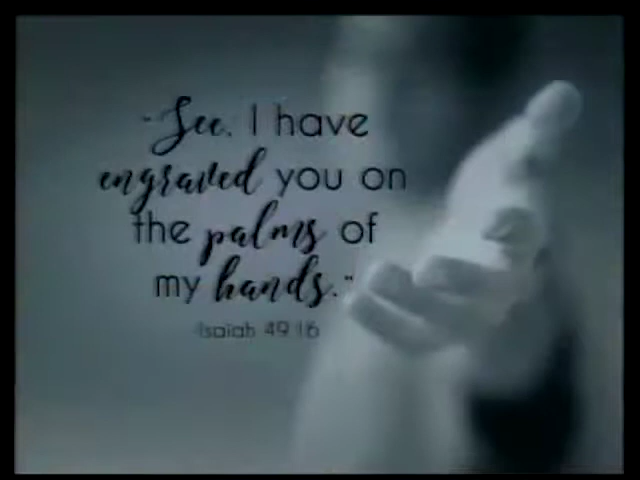 "See, I have
engraved you on
the palms of
my hands."
Isaiah 49:16